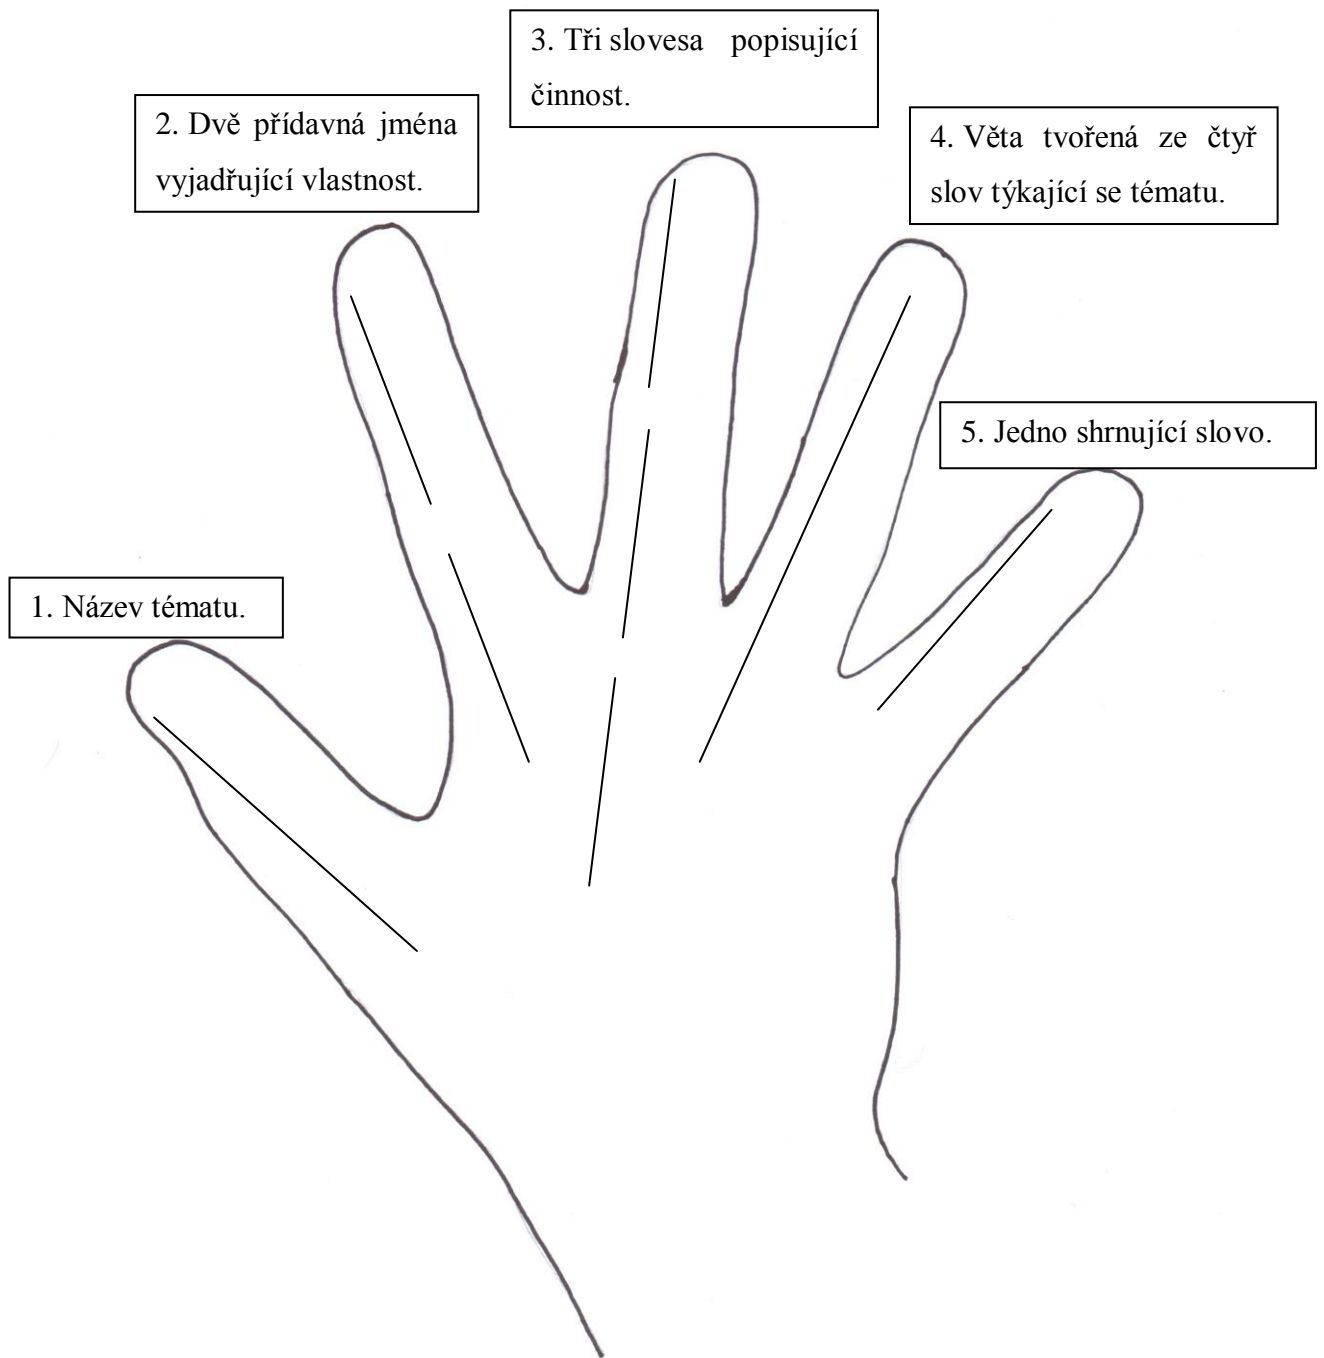 1. Název tématu.
2. Dvě přídavná jména
vyjadřující vlastnost.
3. Tři slovesa popisující
činnost.
4. Věta tvořená ze čtyř
slov týkající se tématu.
5. Jedno shrnující slovo.